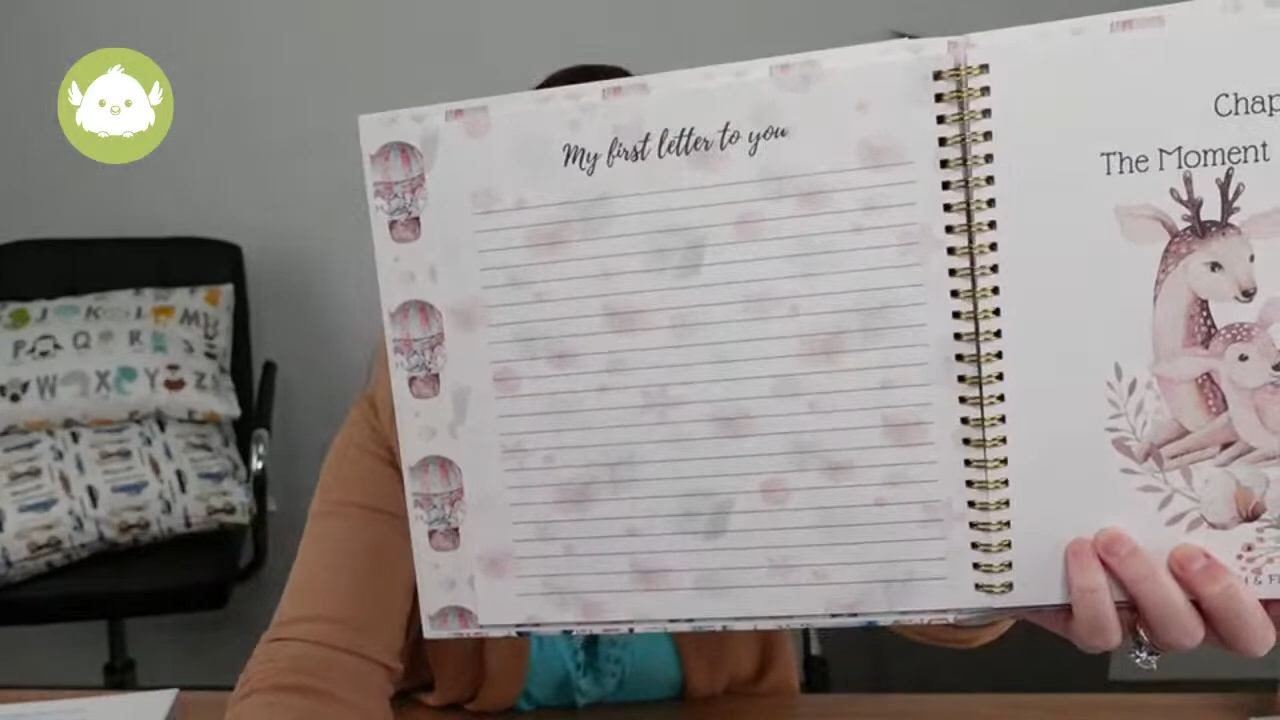 My first letter to you
Chap
The Moment
J K L M
P Q R
W X Y Z